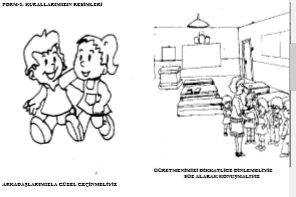 FORM-5: KURALLARIMIZIN RESİMLERİ
ÖĞRETMENİMİZİ DİKKATLİCE DİNLEMELİYİZ
SÖZ ALARAK KONUŞMALIYIZ
ARKADAŞLARIMIZLA GÜZEL GEÇİNMELİYİZ